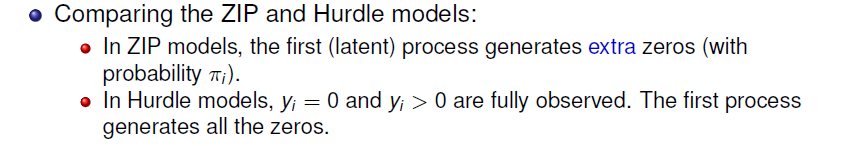 Comparing the ZIP and Hurdle models:
In ZIP models, the first (latent) process generates extra zeros (with
probability πᵢ).
In Hurdle models, yᵢ = 0 and yᵢ > 0 are fully observed. The first process
generates all the zeros.